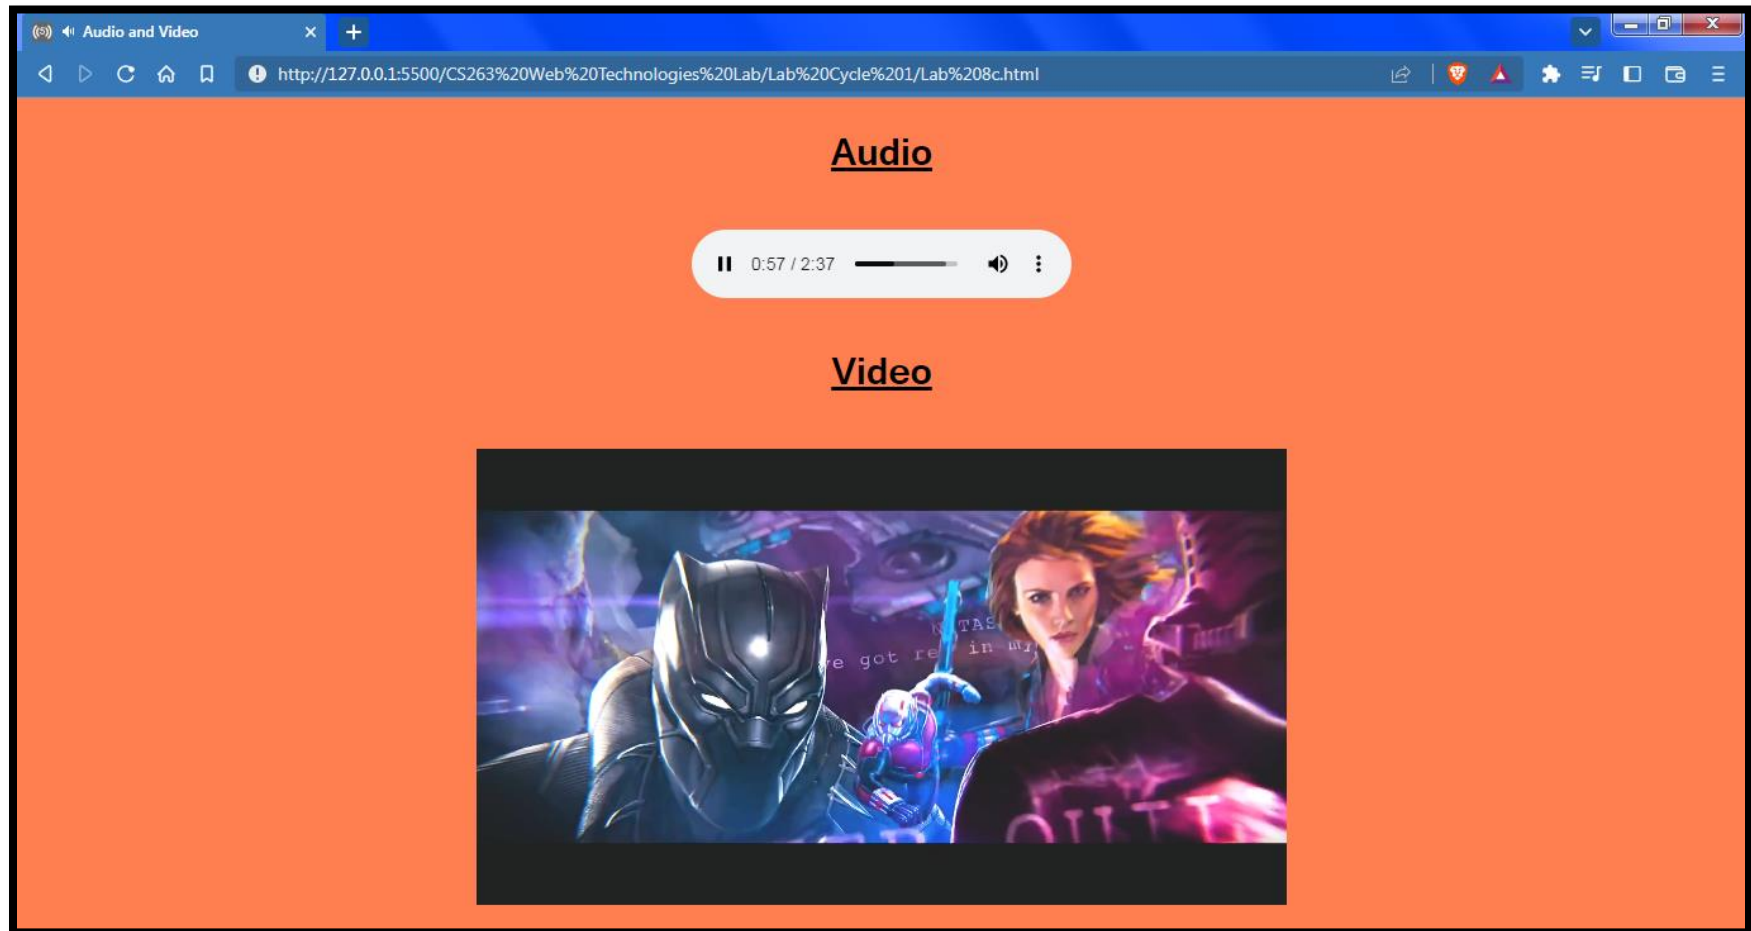 Audio and Video
http://127.0.0.1:5500/CS263%20Web%20Technologies%20Lab/Lab%20Cycle%201/Lab%208c.html
Audio
0:57 / 2:37
Video
got
in